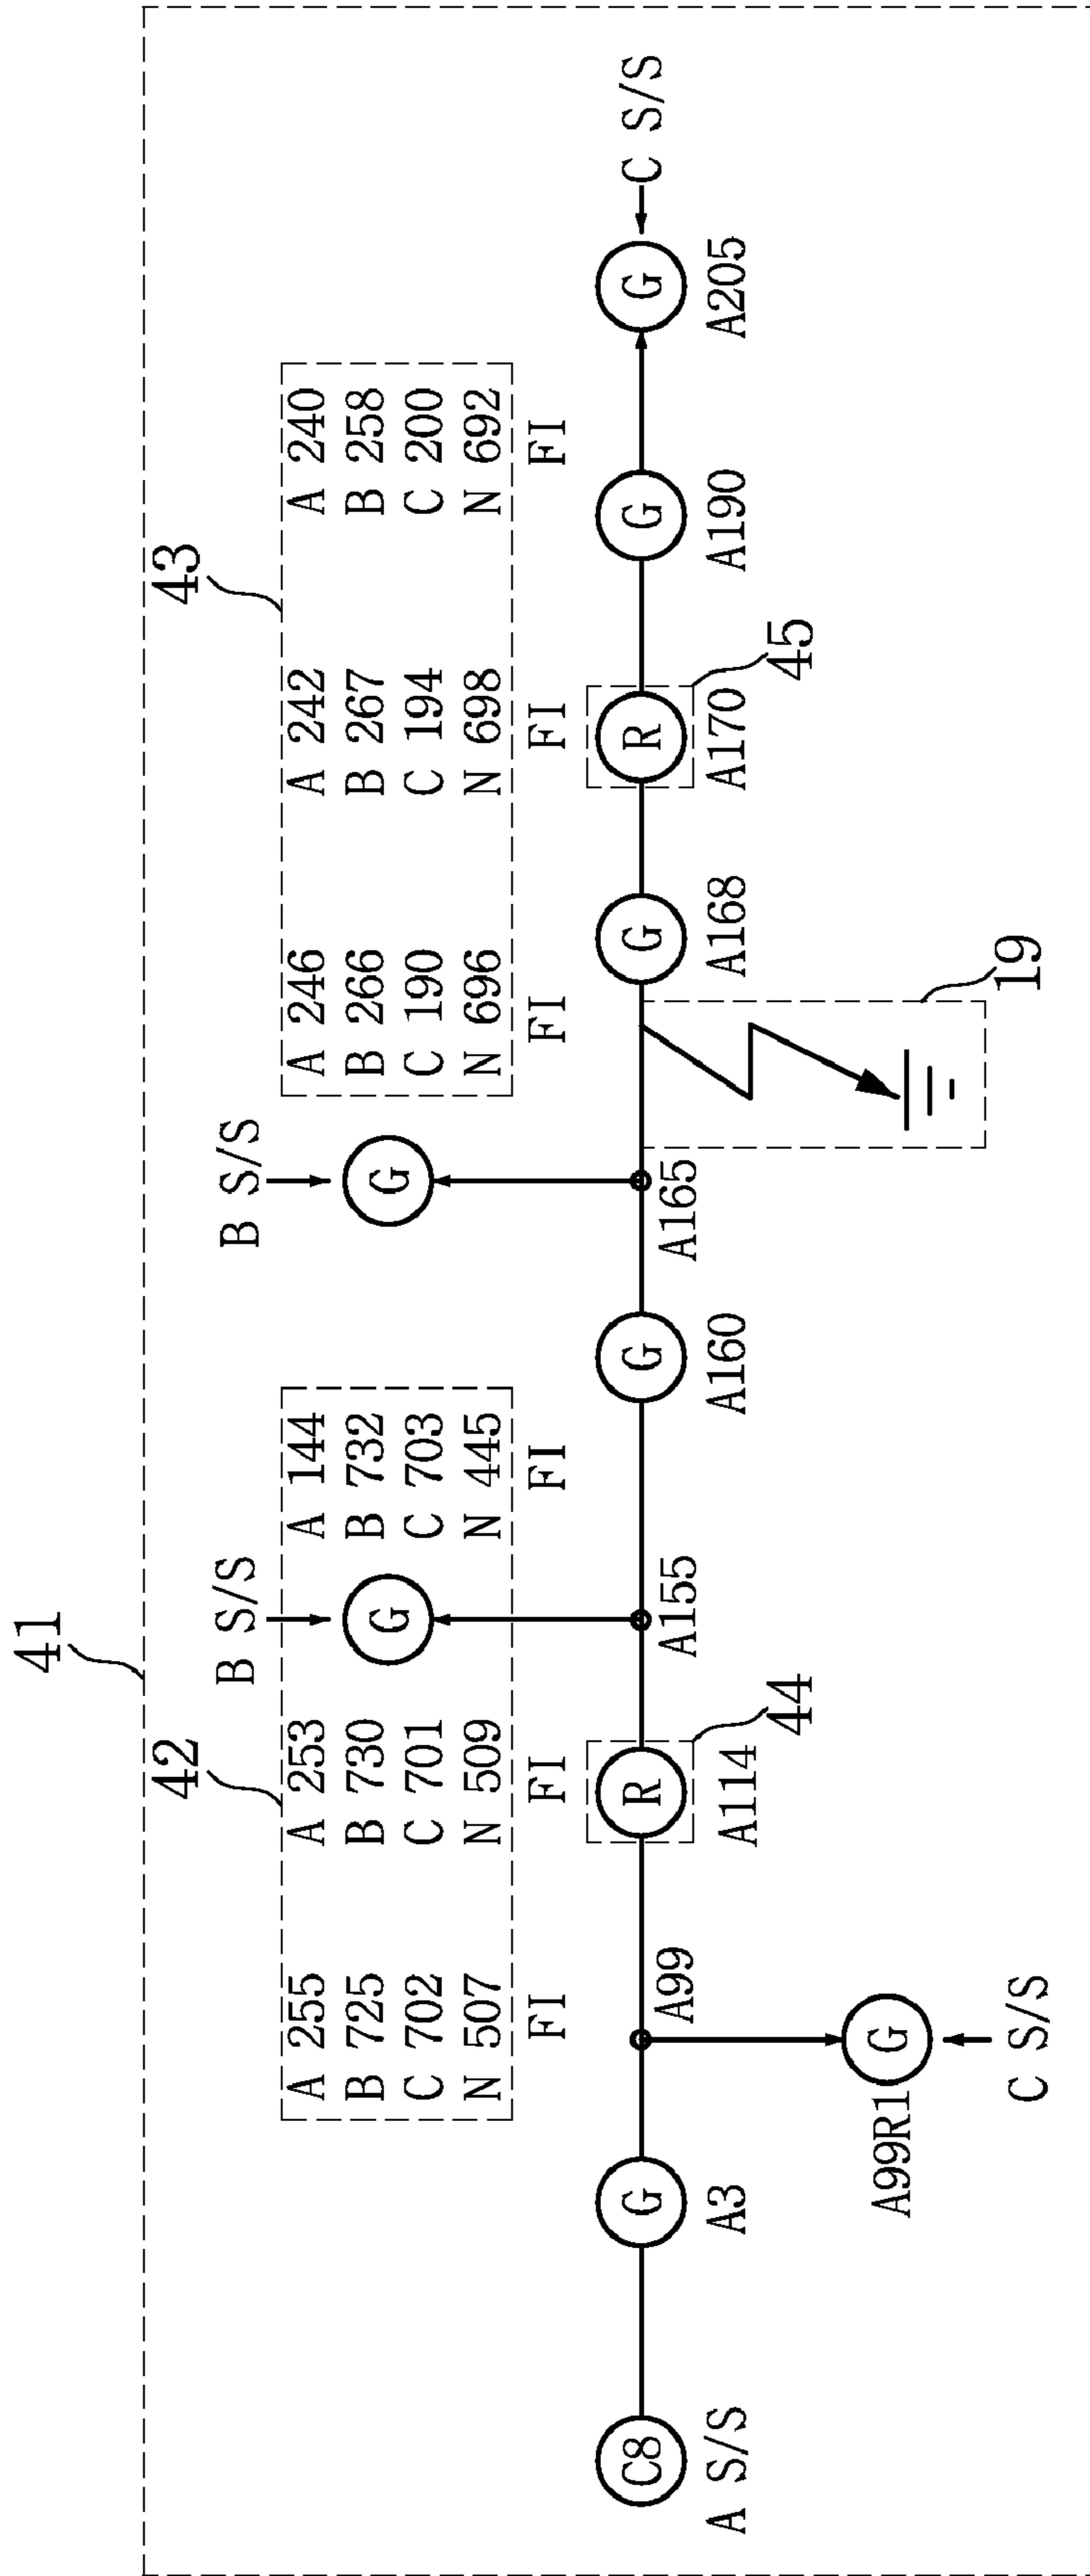 41
42
43
B S/S
B S/S
A 255
B 725
C 702
N 507
FI
A 253
B 730
C 701
N 509
FI
G
A 144
B 732
C 703
N 445
FI
G
A 246
B 266
C 190
N 696
FI
A 242
B 267
C 194
N 698
FI
A 240
B 258
C 200
N 692
FI
C8
A S/S
G
A3
A99
R
A114
44
A155
G
A160
A165
G
A168
R
A170
45
G
A190
G
A205
C S/S
A99R1
G
C S/S
19